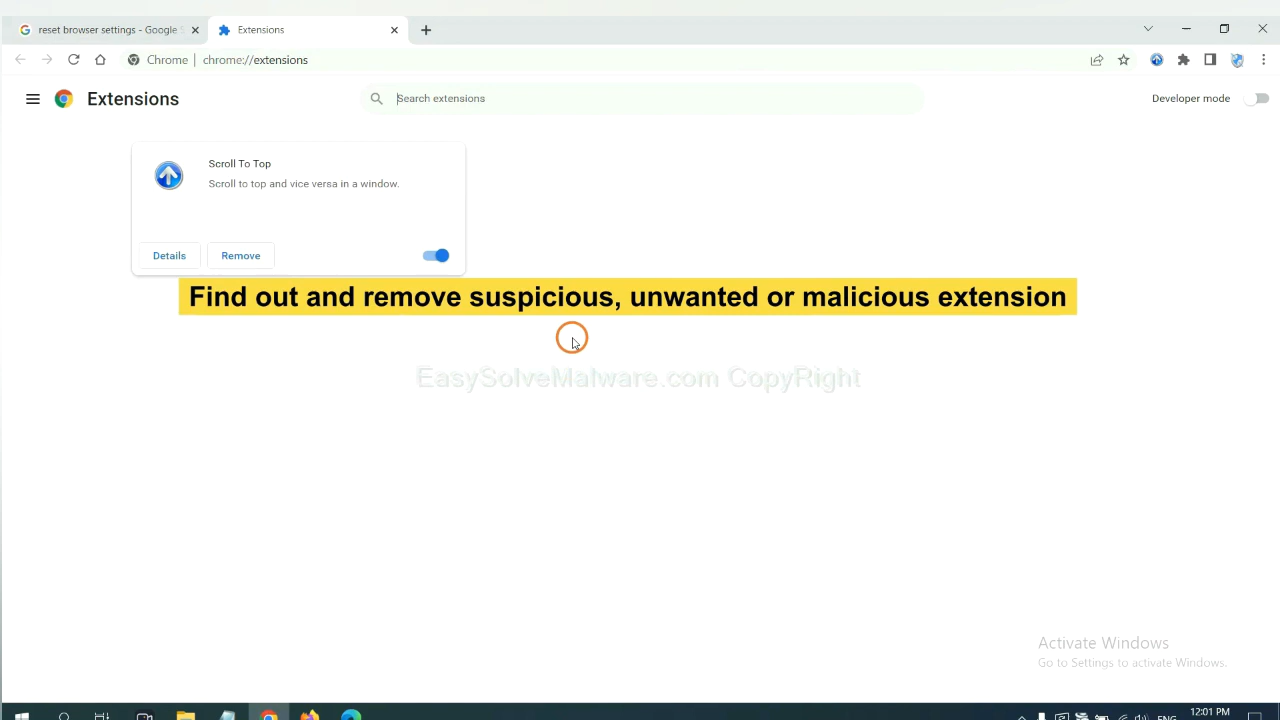 reset browser settings - Google
Extensions
Chrome
chrome://extensions
Extensions
Search extensions
Developer mode
Scroll To Top
Scroll to top and vice versa in a window.
Details
Remove
Find out and remove suspicious, unwanted or malicious extension
EasySolveMalware.com CopyRight
Activate Windows
Go to Settings to activate Windows.
ENG
12:01 PM